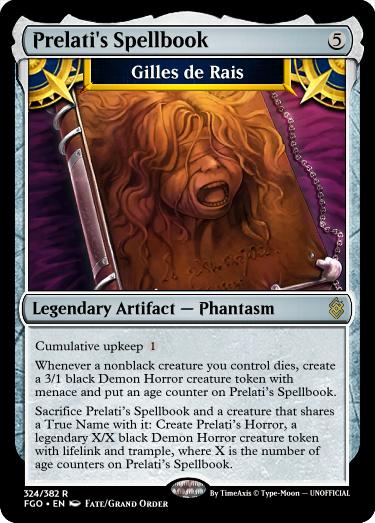 Prelati's Spellbook 5
Gilles de Rais
Legendary Artifact — Phantasm
Cumulative upkeep 1
Whenever a nonblack creature you control dies, create
a 3/1 black Demon Horror creature token with
menace and put an age counter on Prelati's Spellbook.
Sacrifice Prelati's Spellbook and a creature that shares
a True Name with it: Create Prelati's Horror, a
legendary X/X black Demon Horror creature token
with lifelink and trample, where X is the number of
age counters on Prelati's Spellbook.
324/382 R
FGO • EN Fate/Grand Order
By TimeAxis © Type-Moon — UNOFFICIAL